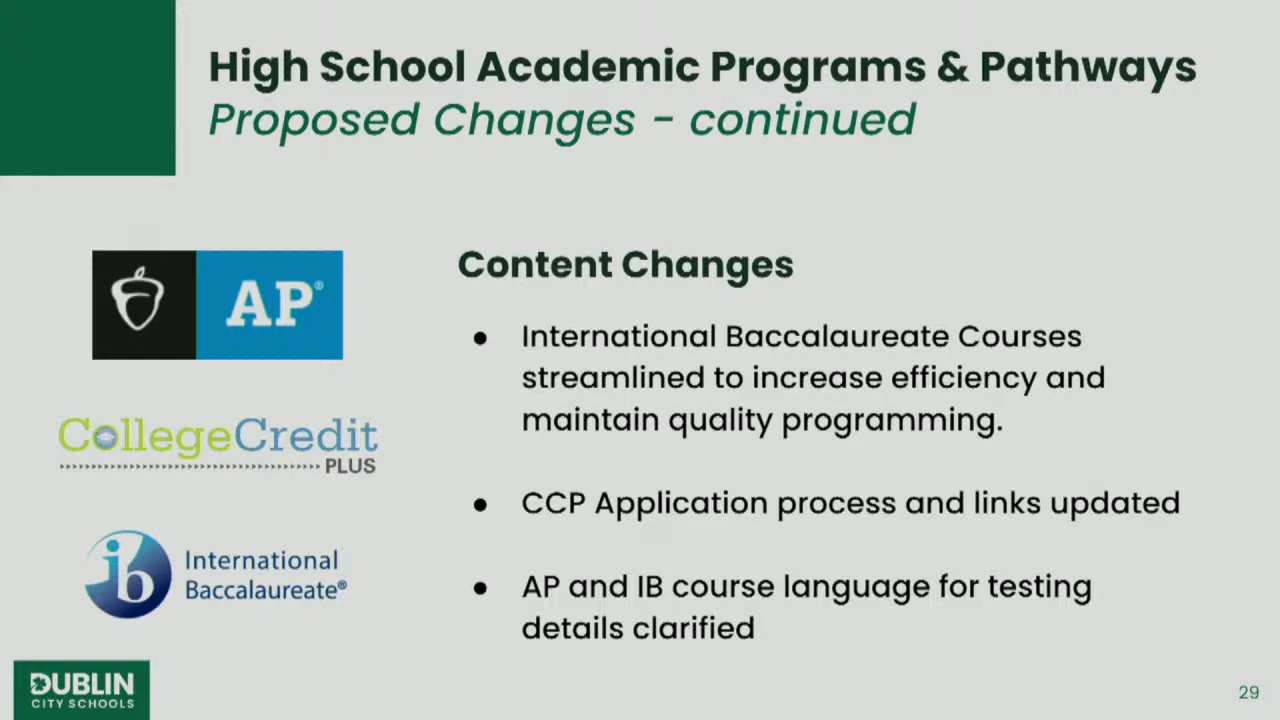 High School Academic Programs & Pathways
Proposed Changes - continued
AP®
CollegeCredit
PLUS
ib
International
Baccalaureate®
Content Changes
● International Baccalaureate Courses
streamlined to increase efficiency and
maintain quality programming.
● CCP Application process and links updated
● AP and IB course language for testing
details clarified
DUBLIN
CITY SCHOOLS
29